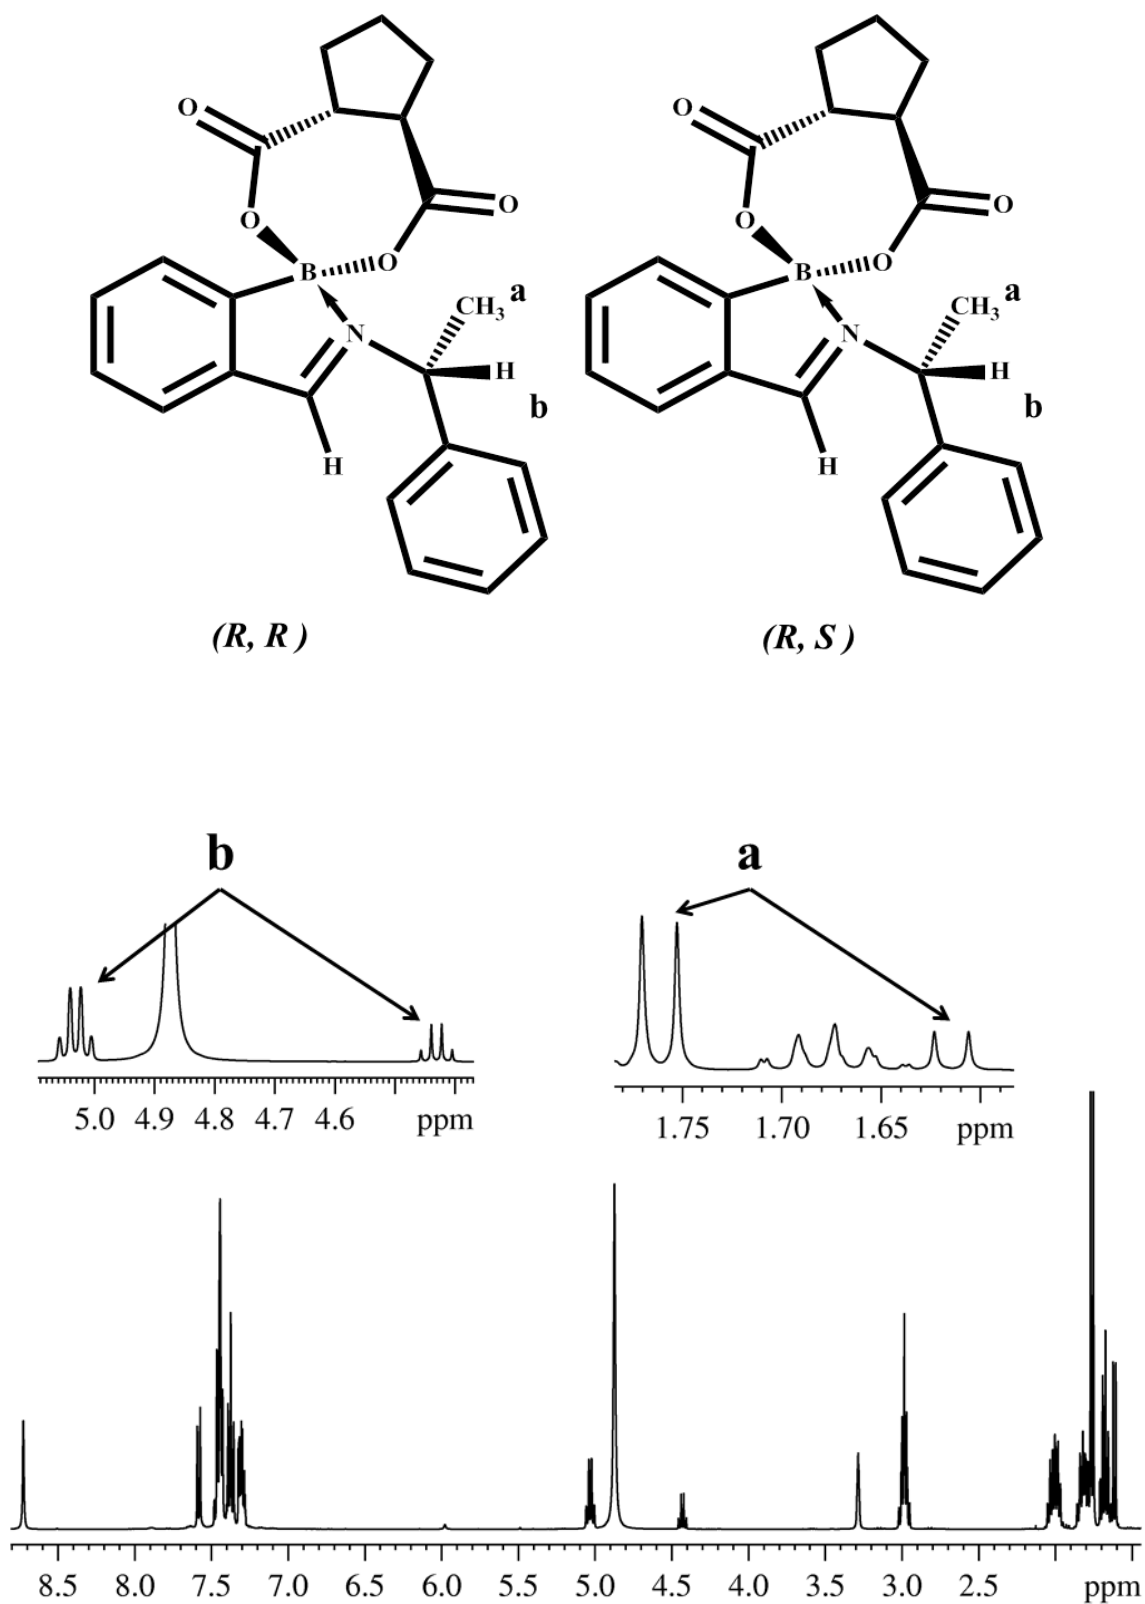 O O
O O
O O
B O B O
CH3 a CH3 a
N N
H H
b b
H H
(R, R ) (R, S )
b a
5.0 4.9 4.8 4.7 4.6 ppm 1.75 1.70 1.65 ppm
8.5 8.0 7.5 7.0 6.5 6.0 5.5 5.0 4.5 4.0 3.5 3.0 2.5 ppm